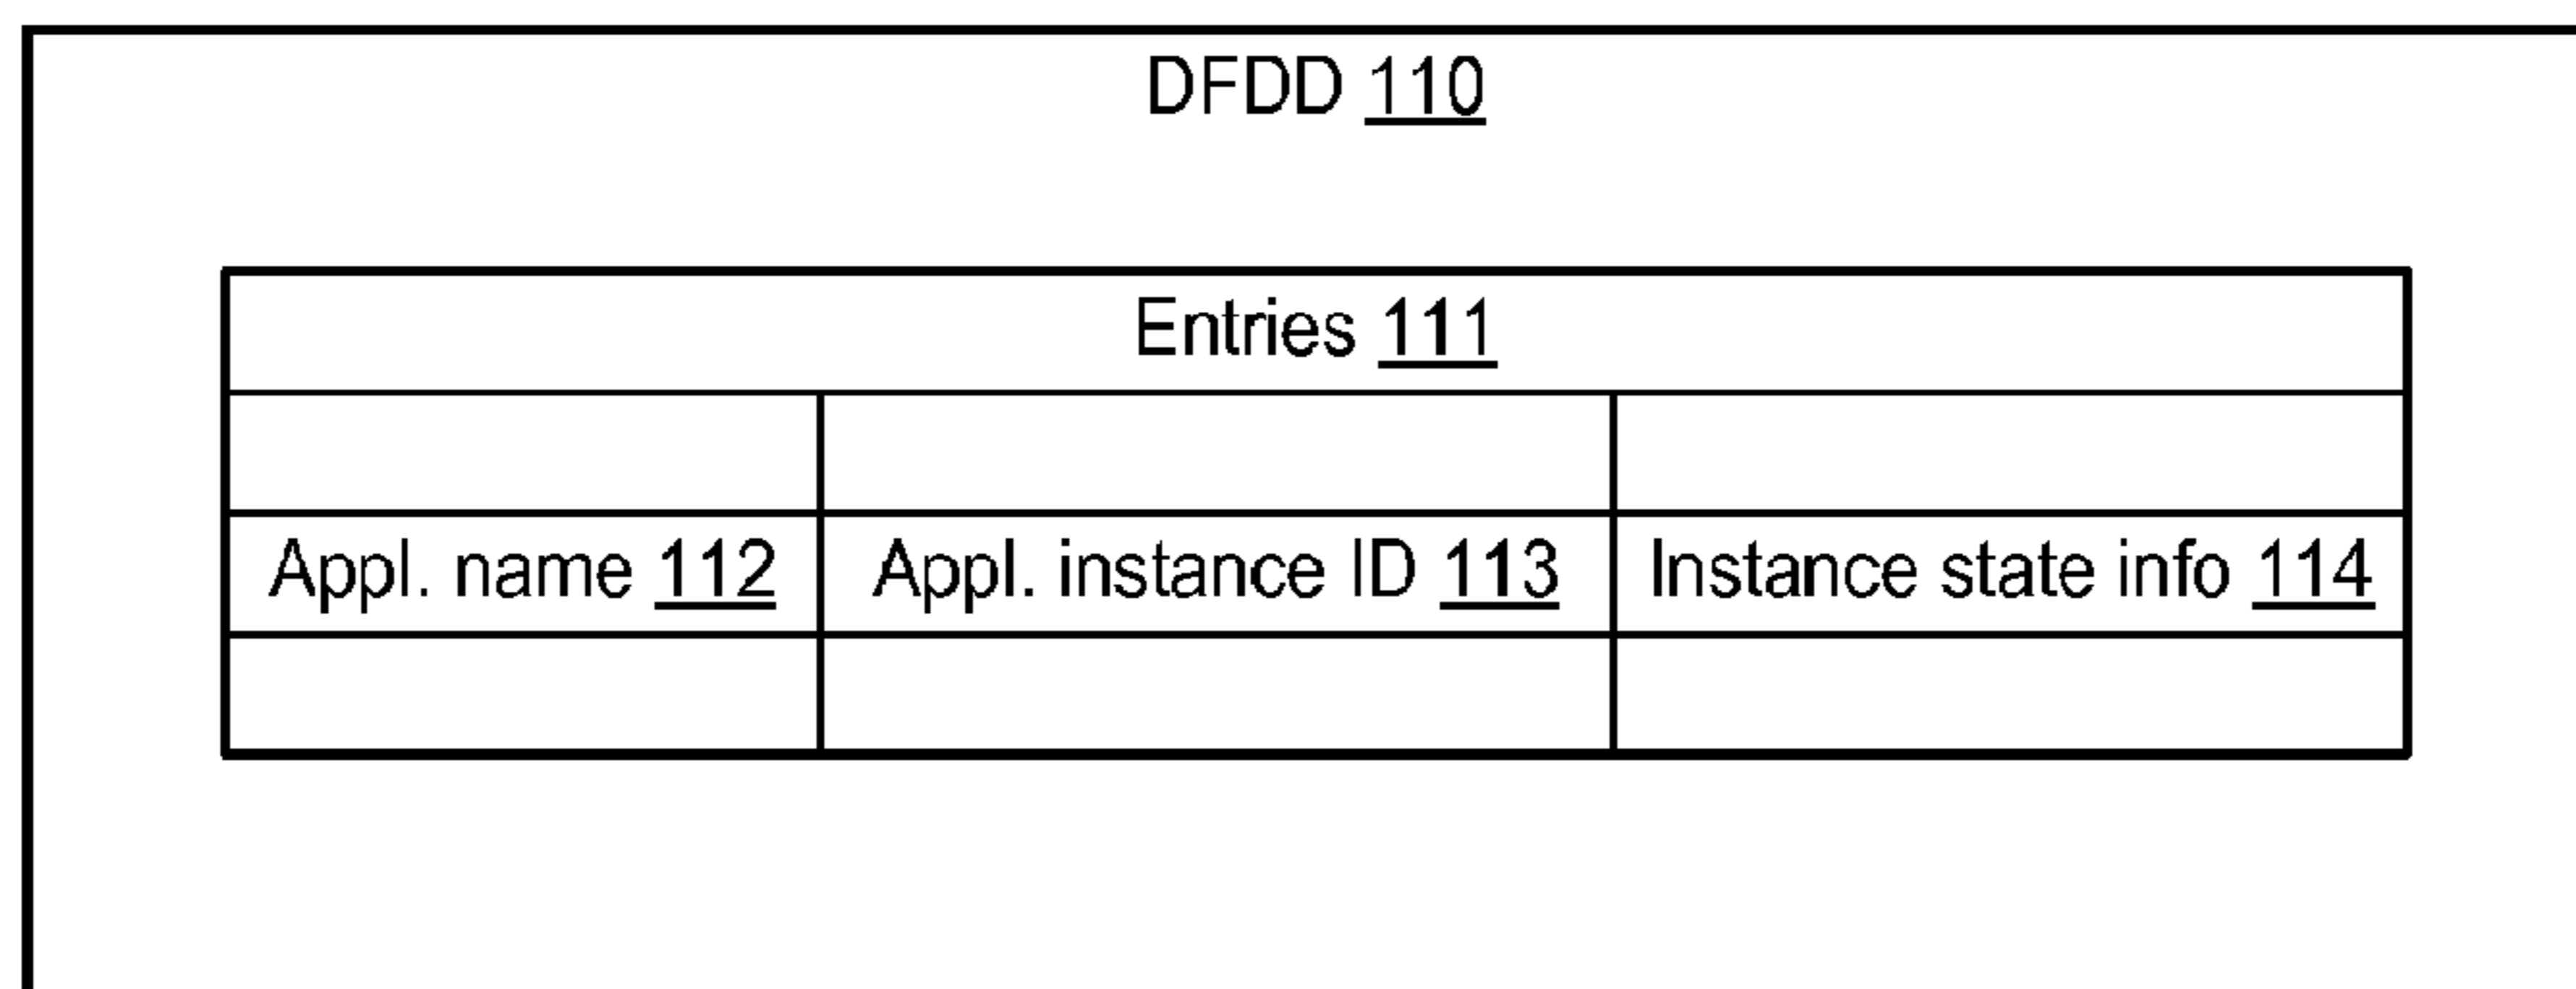 DFDD 110
Entries 111
Appl. name 112 Appl. instance ID 113 Instance state info 114